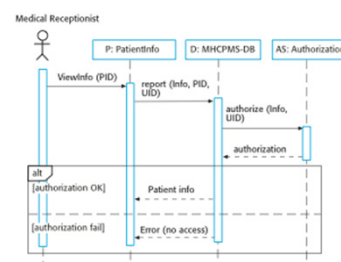 Medical Receptionist
P: PatientInfo
D: MHCPMS-DB
AS: Authorization
ViewInfo (PID)
report (Info, PID,
UID)
authorize (Info,
UID)
authorization
alt
[authorization OK]
Patient info
[authorization fail]
Error (no access)